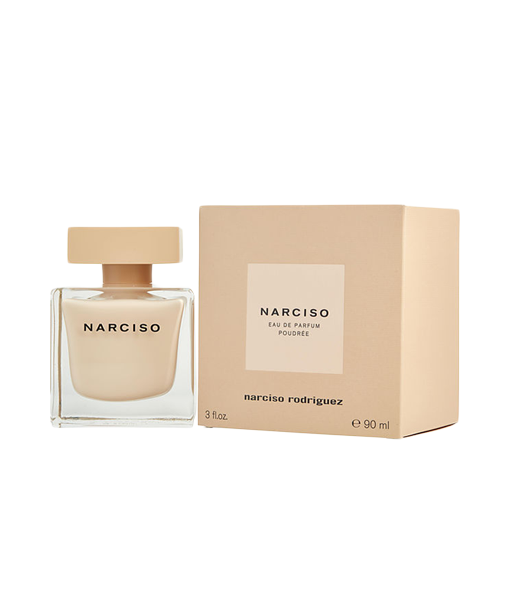 NARCISO
NARCISO
EAU DE PARFUM
POUDRÉE
narciso rodriguez
3 fl.oz.
℮ 90 ml